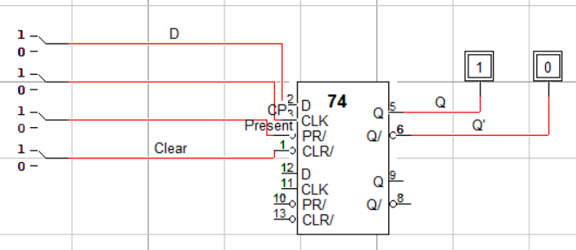 1
0
D
1
0
1
0
1
0
Clear
CP
Present
2
3
1
12
11
10
13
74
D
CLK
PR/
CLR/
D
CLK
PR/
CLR/
Q
Q/
Q
Q/
5
6
9
8
Q
Q'
1
0